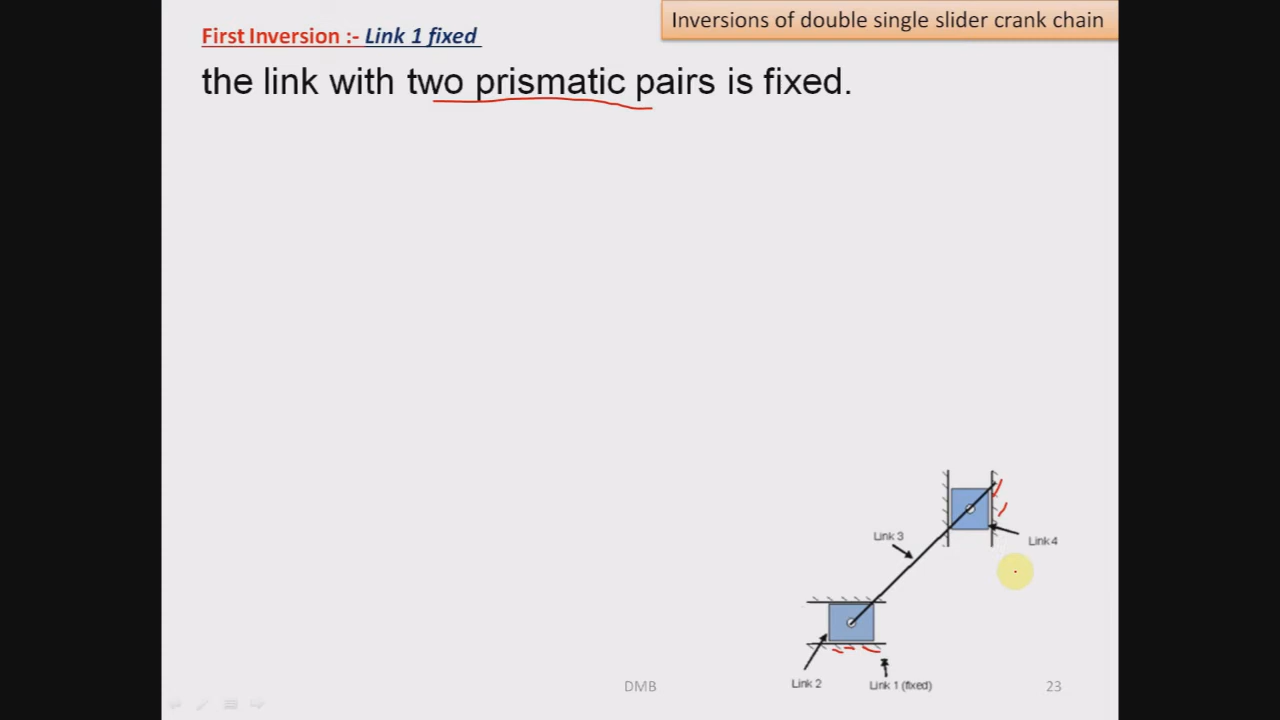 Inversions of double single slider crank chain
First Inversion :- Link 1 fixed
the link with two prismatic pairs is fixed.
Link 3
Link 4
Link 2
Link 1 (fixed)
DMB
23